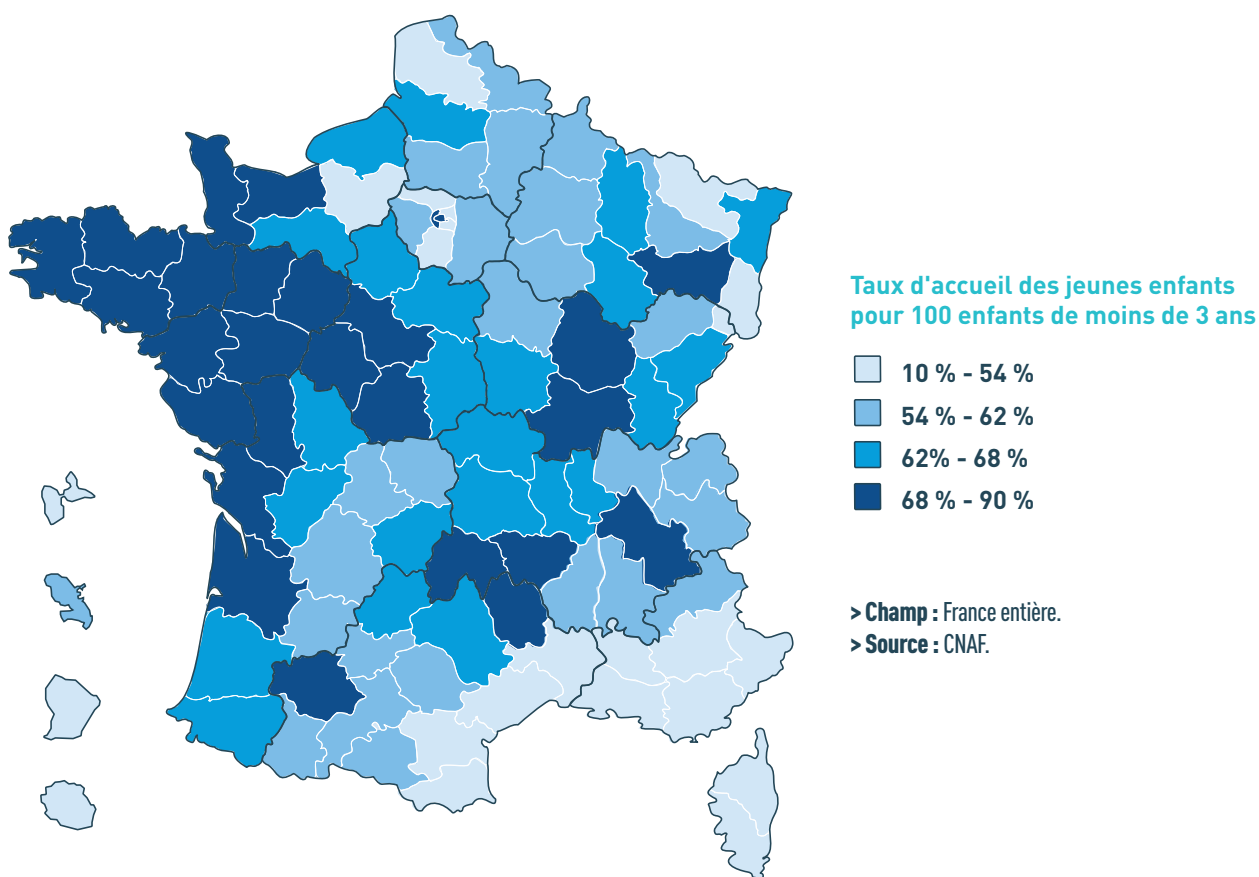 Taux d'accueil des jeunes enfants
pour 100 enfants de moins de 3 ans
10 % - 54 %
54 % - 62 %
62% - 68 %
68 % - 90 %
> Champ : France entière.
> Source : CNAF.